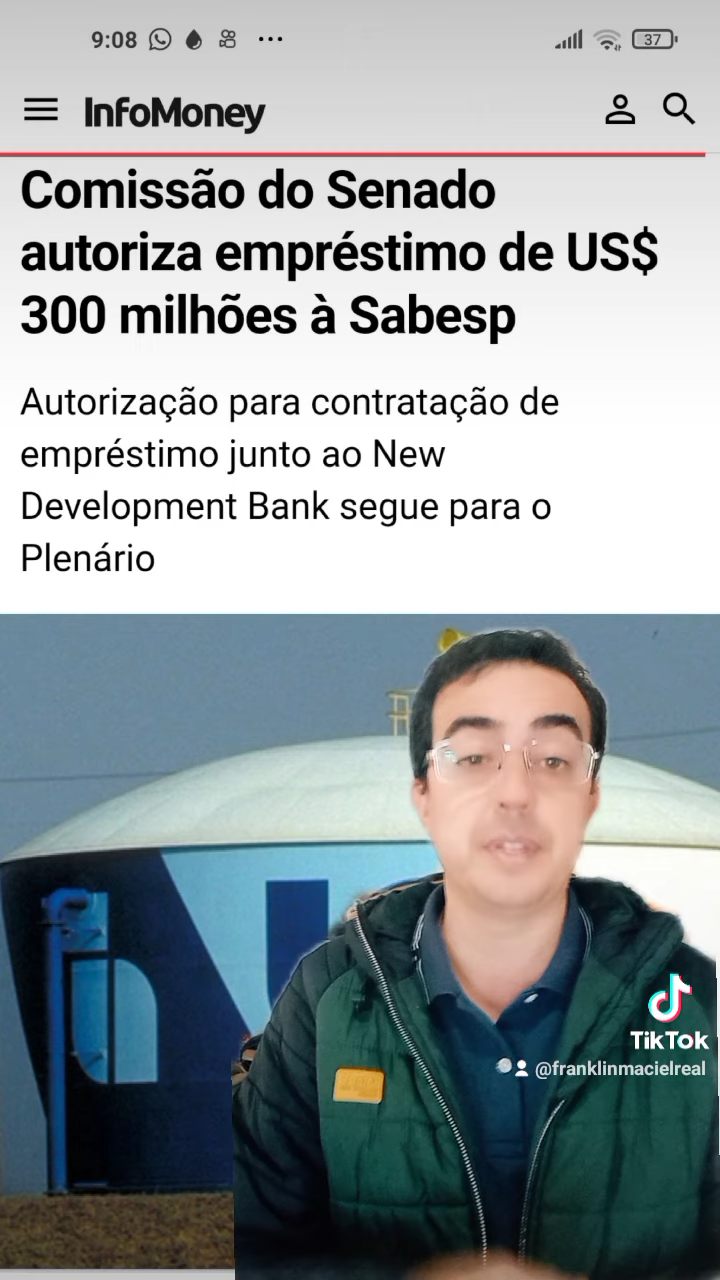 9:08
37
InfoMoney
Comissão do Senado
autoriza empréstimo de US$
300 milhões à Sabesp
Autorização para contratação de
empréstimo junto ao New
Development Bank segue para o
Plenário
TikTok
@franklinmacielreal